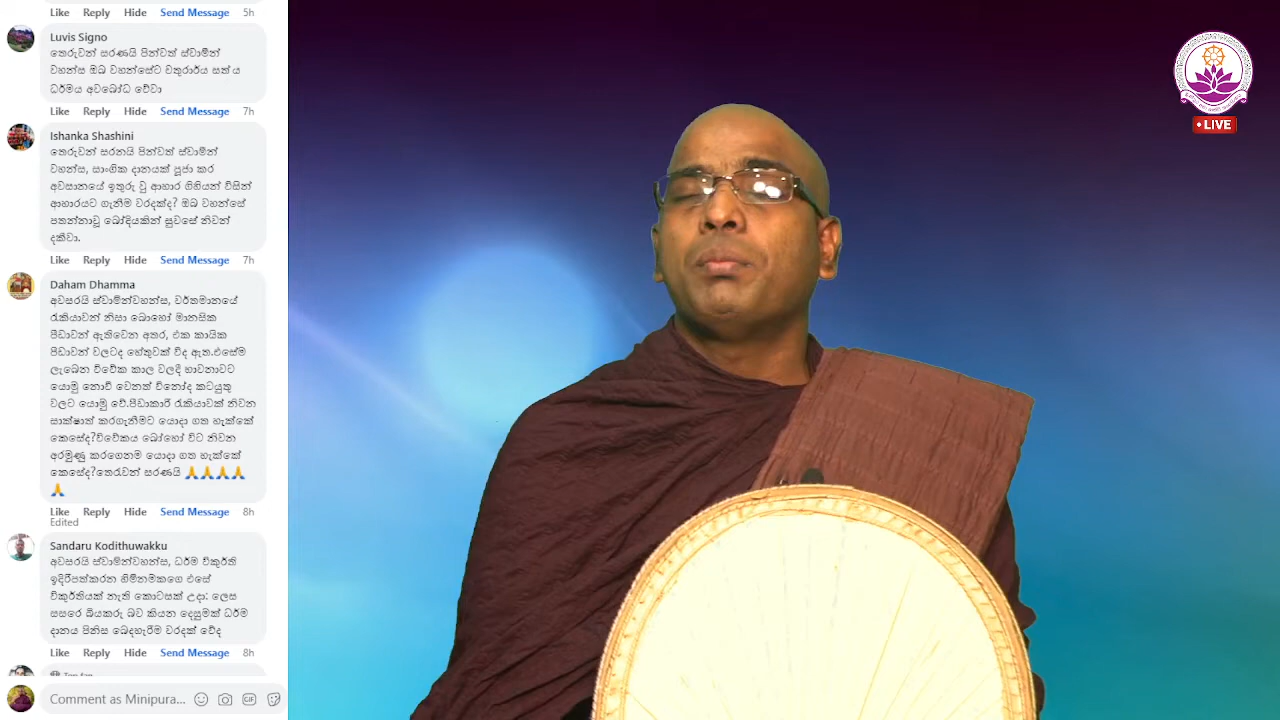 Like Reply Hide Send Message 5h
Luvis Signo
තෙරුවන් සරණයි පින්වත් ස්වාමීන්
වහන්ස ඔබ වහන්සේට චතුරාර්ය සත්‍ය
ධර්මය අවබෝධ වේවා
Like Reply Hide Send Message 7h
Ishanka Shashini
තෙරුවන් සරනයි පින්වත් ස්වාමීන්
වහන්ස, සාංගික දානයක් පූජා කර
අවසානයේ ඉතුරු වු ආහාර ගිහියන් විසින්
ආහාරයට ගැනීම වරදක්ද? ඔබ වහන්සේ
පතන්නාවූ බෝදියකින් සුවසේ නිවන්
දකීවා.
Like Reply Hide Send Message 7h
Daham Dhamma
අවසරයි ස්වාමීන්වහන්ස, වර්තමානයේ
රැකියාවන් නිසා බොහෝ මානසික
පීඩාවන් ඇතිවෙන අතර, එක කායික
පීඩාවන් වලටද හේතුවක් විද ඇත.එසේම
ලැබෙන විවේක කාල වලදී භාවනාවට
යොමු නොවී වෙනත් විනෝද කටයුතු
වලට යොමු වේ.පීඩාකාරී රැකියාවක් නිවන
සාක්ෂාත් කරගැනීමට යොදා ගත හැක්කේ
කෙසේද?විවේකය බෝහෝ විට නිවන
අරමුණු කරගෙනම යොදා ගත හැක්කේ
කෙසේද?තෙරැවන් සරණයි 🙏🙏🙏🙏
🙏
Like Reply Hide Send Message 8h
Edited
Sandaru Kodithuwakku
අවසරයි ස්වාමීන්වහන්ස, ධර්ම විකුර්ති
ඉදිරිපත්කරන හිමිනමකගෙ එසේ
විකුර්තියක් නැති කොටසක් උදා: ලෙස
සසරෙ බියකරු බව කියන දෙසුමක් ධර්ම
දානය පිනිස බෙදහැරීම වරදක් වේද
Like Reply Hide Send Message 8h
Top fan
Comment as Minipura... GIF
• LIVE